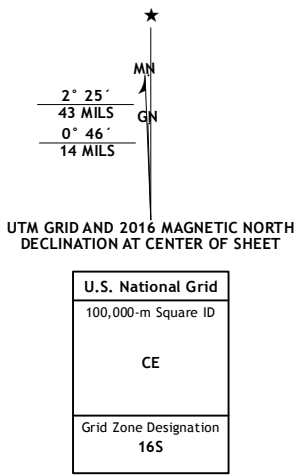 ★
MN
2° 25´
43 MILS
GN
0° 46´
14 MILS
UTM GRID AND 2016 MAGNETIC NORTH
DECLINATION AT CENTER OF SHEET
U.S. National Grid
100,000-m Square ID
CE
Grid Zone Designation
16S